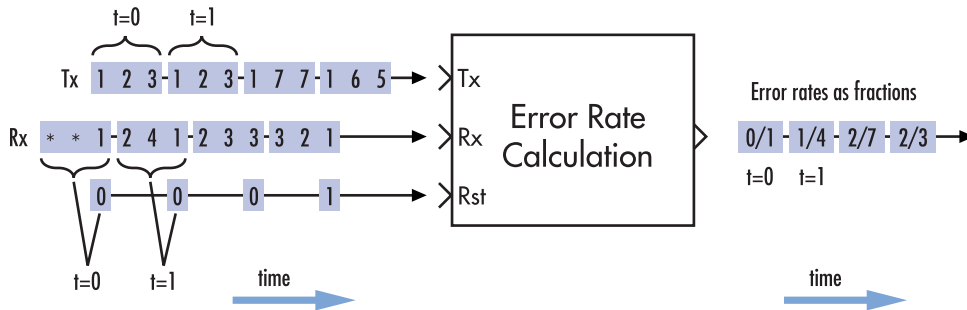 t=0 t=1
Tx 1 2 3 1 2 3 1 7 7 1 6 5
Rx * * 1 2 4 1 2 3 3 3 2 1
0 0 0 1
t=0 t=1
time
Tx
Rx
Rst
Error Rate
Calculation
Error rates as fractions
0/1 1/4 2/7 2/3
t=0 t=1
time